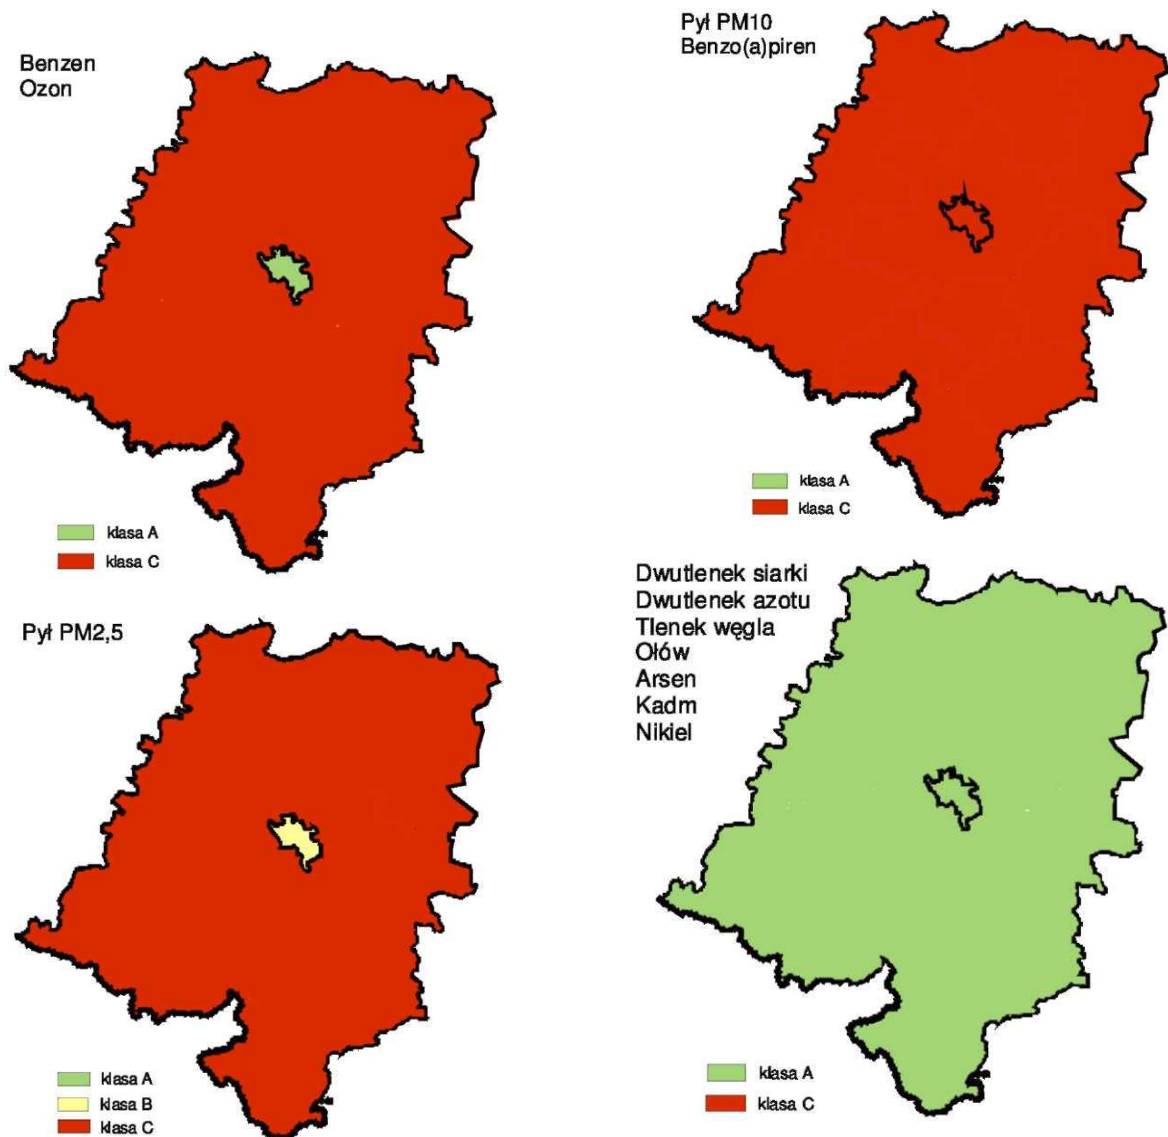 Benzen
Ozon
klasa A
klasa C
Pył PM10
Benzo(a)piren
klasa A
klasa C
Pył PM2,5
klasa A
klasa B
klasa C
Dwutlenek siarki
Dwutlenek azotu
Tlenek węgla
Ołów
Arsen
Kadm
Nikiel
klasa A
klasa C